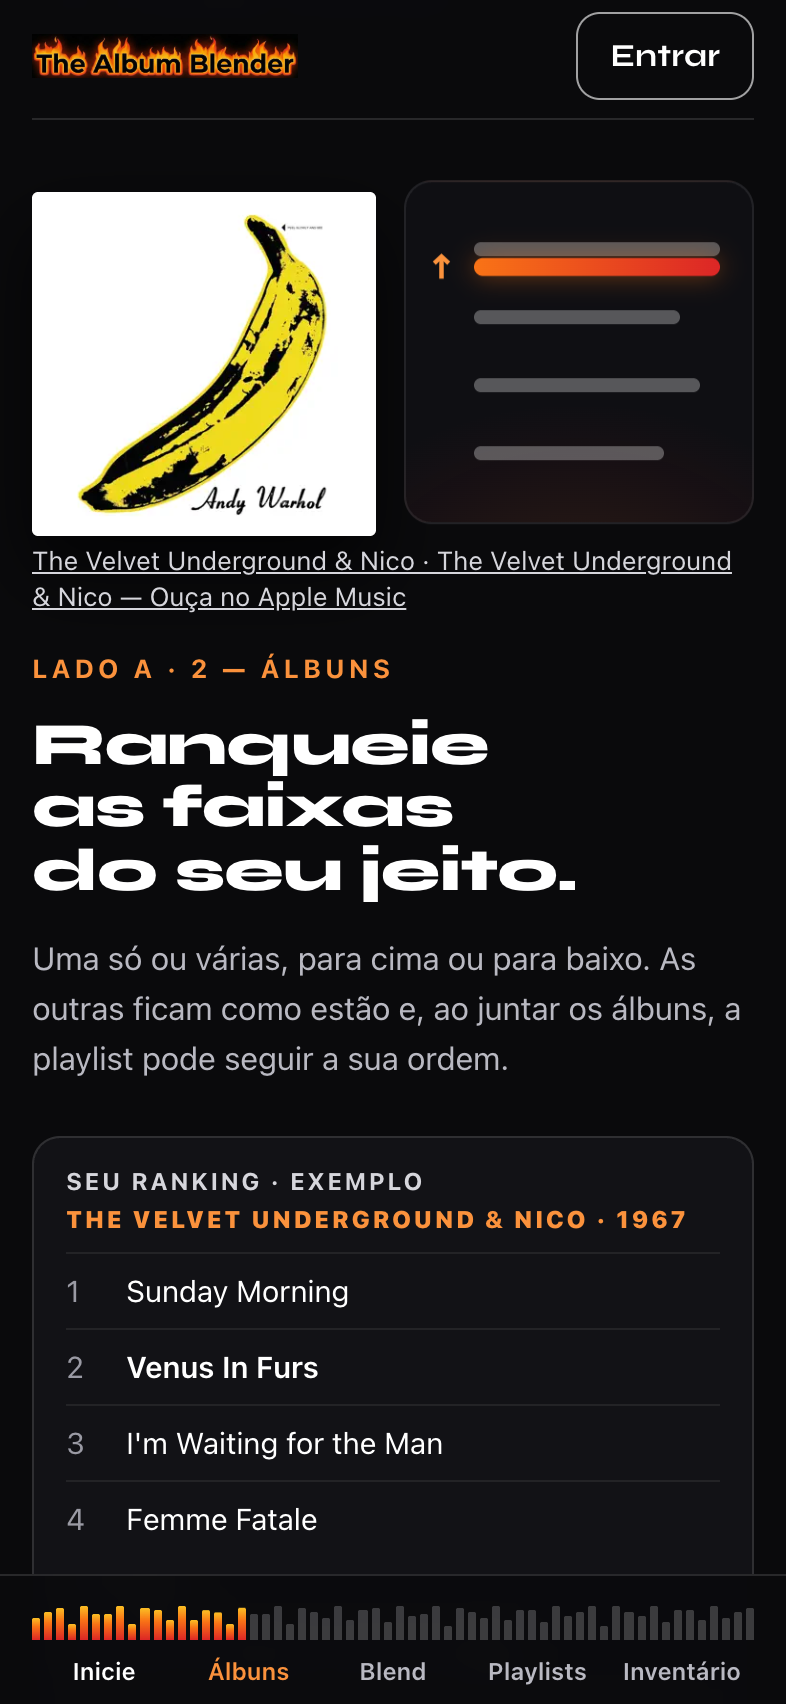 The Album Blender
Entrar
Andy Warhol
The Velvet Underground & Nico · The Velvet Underground
& Nico — Ouça no Apple Music
LADO A · 2 — ÁLBUNS
Ranqueie
as faixas
do seu jeito.
Uma só ou várias, para cima ou para baixo. As
outras ficam como estão e, ao juntar os álbuns, a
playlist pode seguir a sua ordem.
SEU RANKING · EXEMPLO
THE VELVET UNDERGROUND & NICO · 1967
1 Sunday Morning
2 Venus In Furs
3 I'm Waiting for the Man
4 Femme Fatale
Inicie Álbuns Blend Playlists Inventário